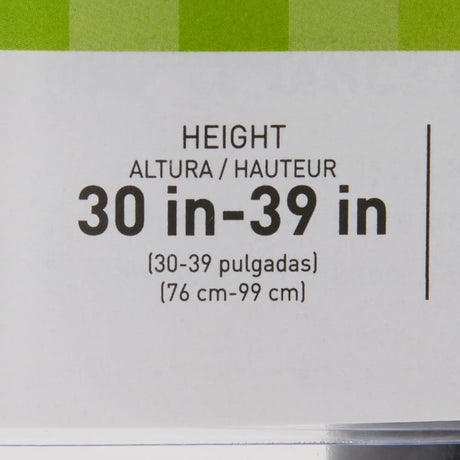 HEIGHT
ALTURA / HAUTEUR
30 in-39 in
(30-39 pulgadas)
(76 cm-99 cm)